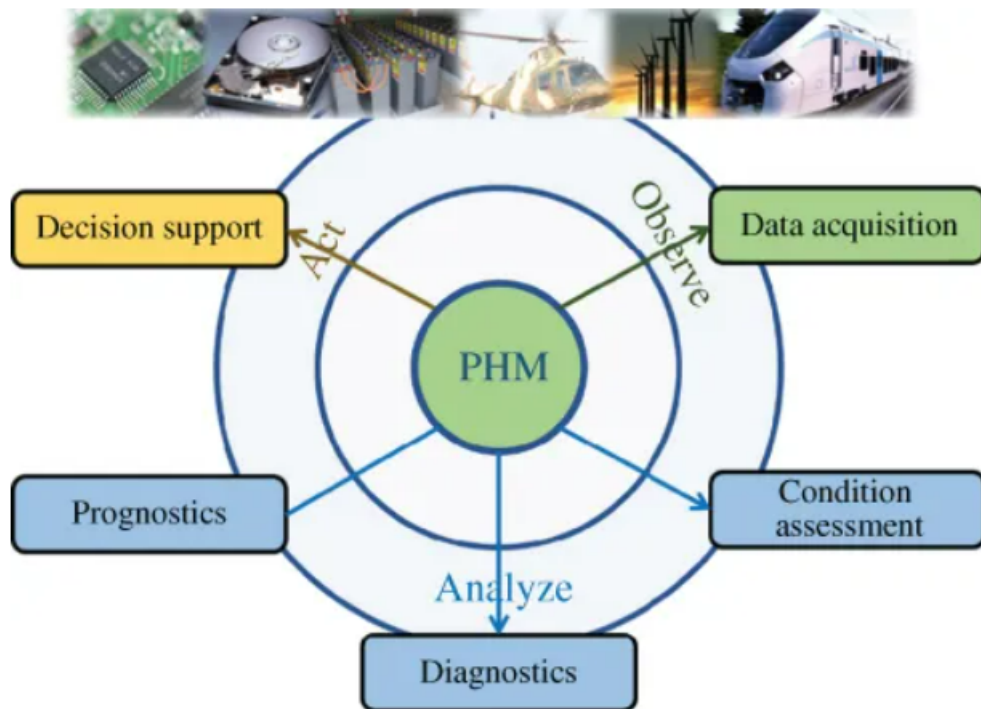 Decision support
Act
Observe
Data acquisition
PHM
Prognostics
Condition
assessment
Analyze
Diagnostics